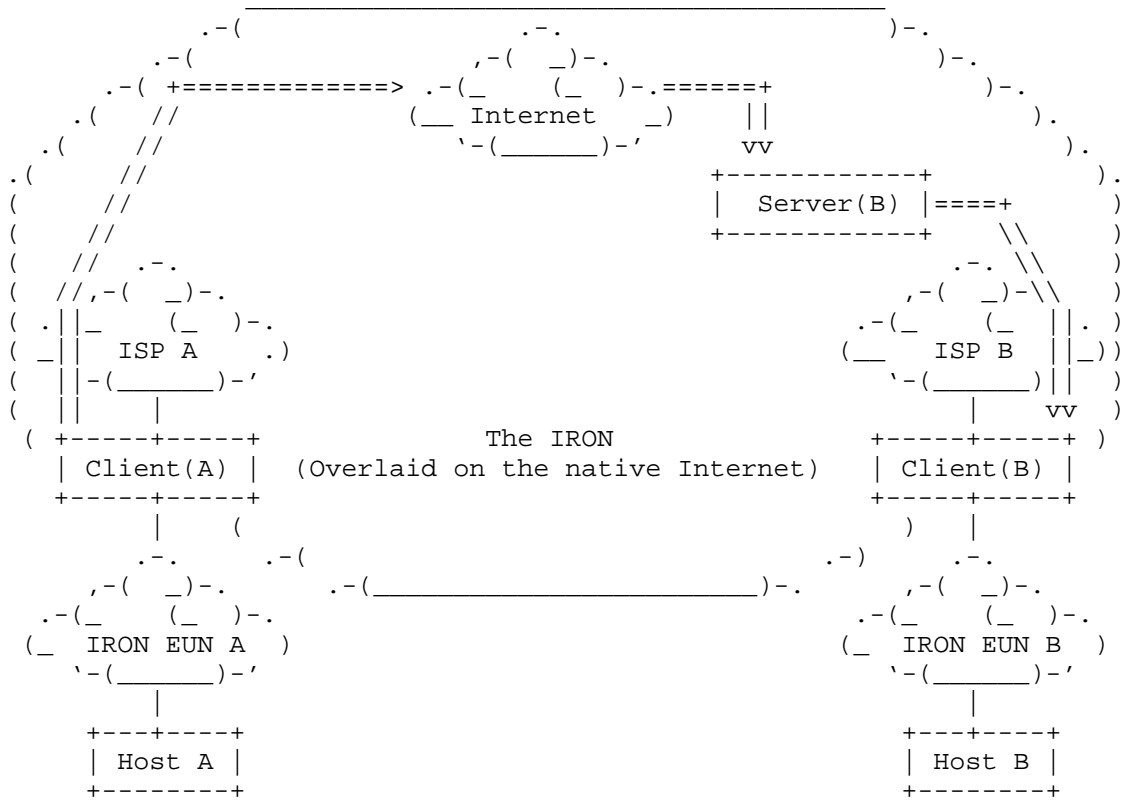 Internet
Server(B)
ISP A ISP B
The IRON
Client(A) (Overlaid on the native Internet) Client(B)
IRON EUN A IRON EUN B
Host A Host B